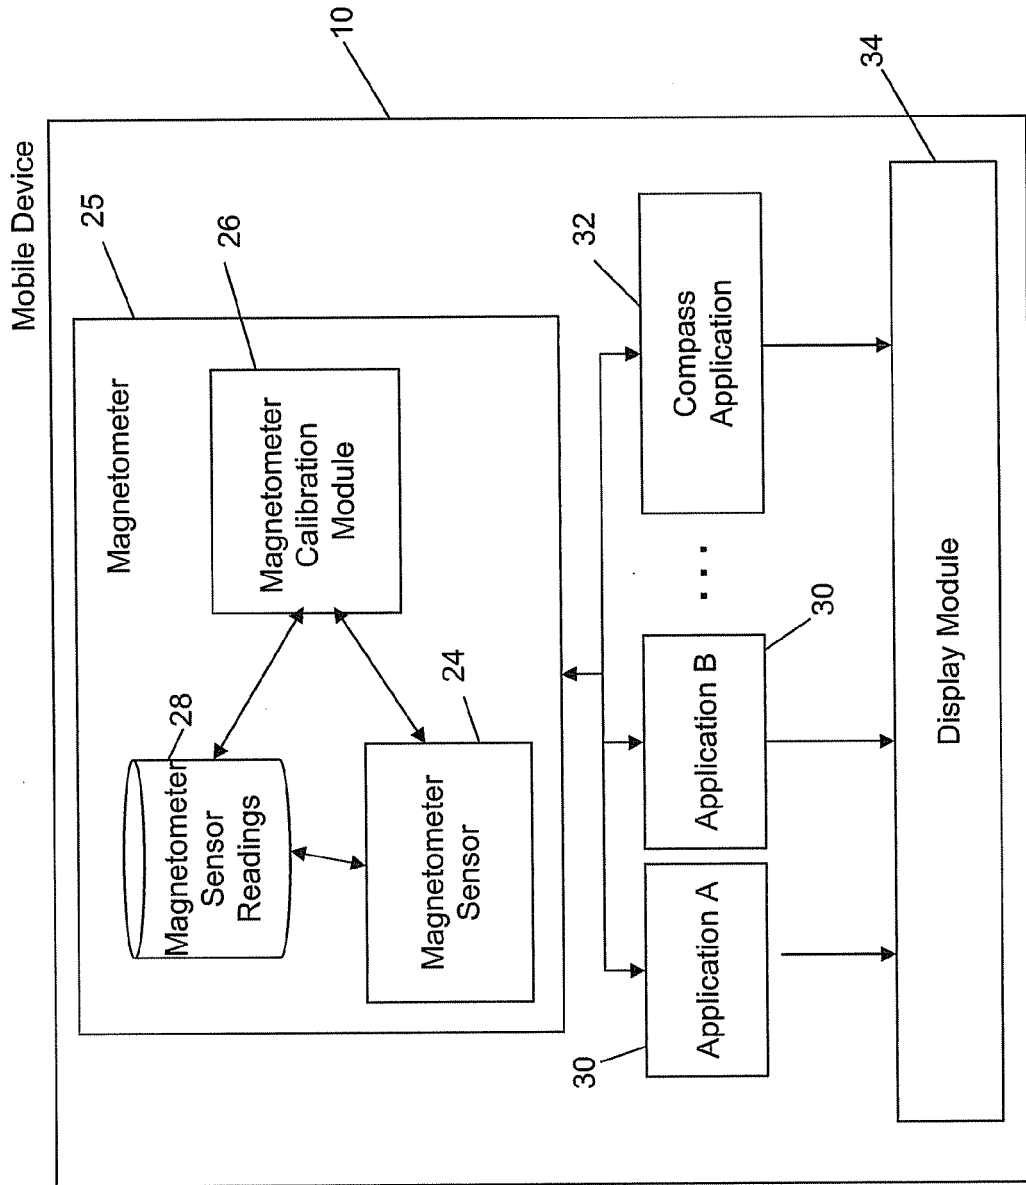 Mobile Device
10
25
Magnetometer
26
Magnetometer
Calibration
Module
28
Magnetometer
Sensor
Readings
24
Magnetometer
Sensor
30
Application A
Application B
30
. . .
32
Compass
Application
34
Display Module